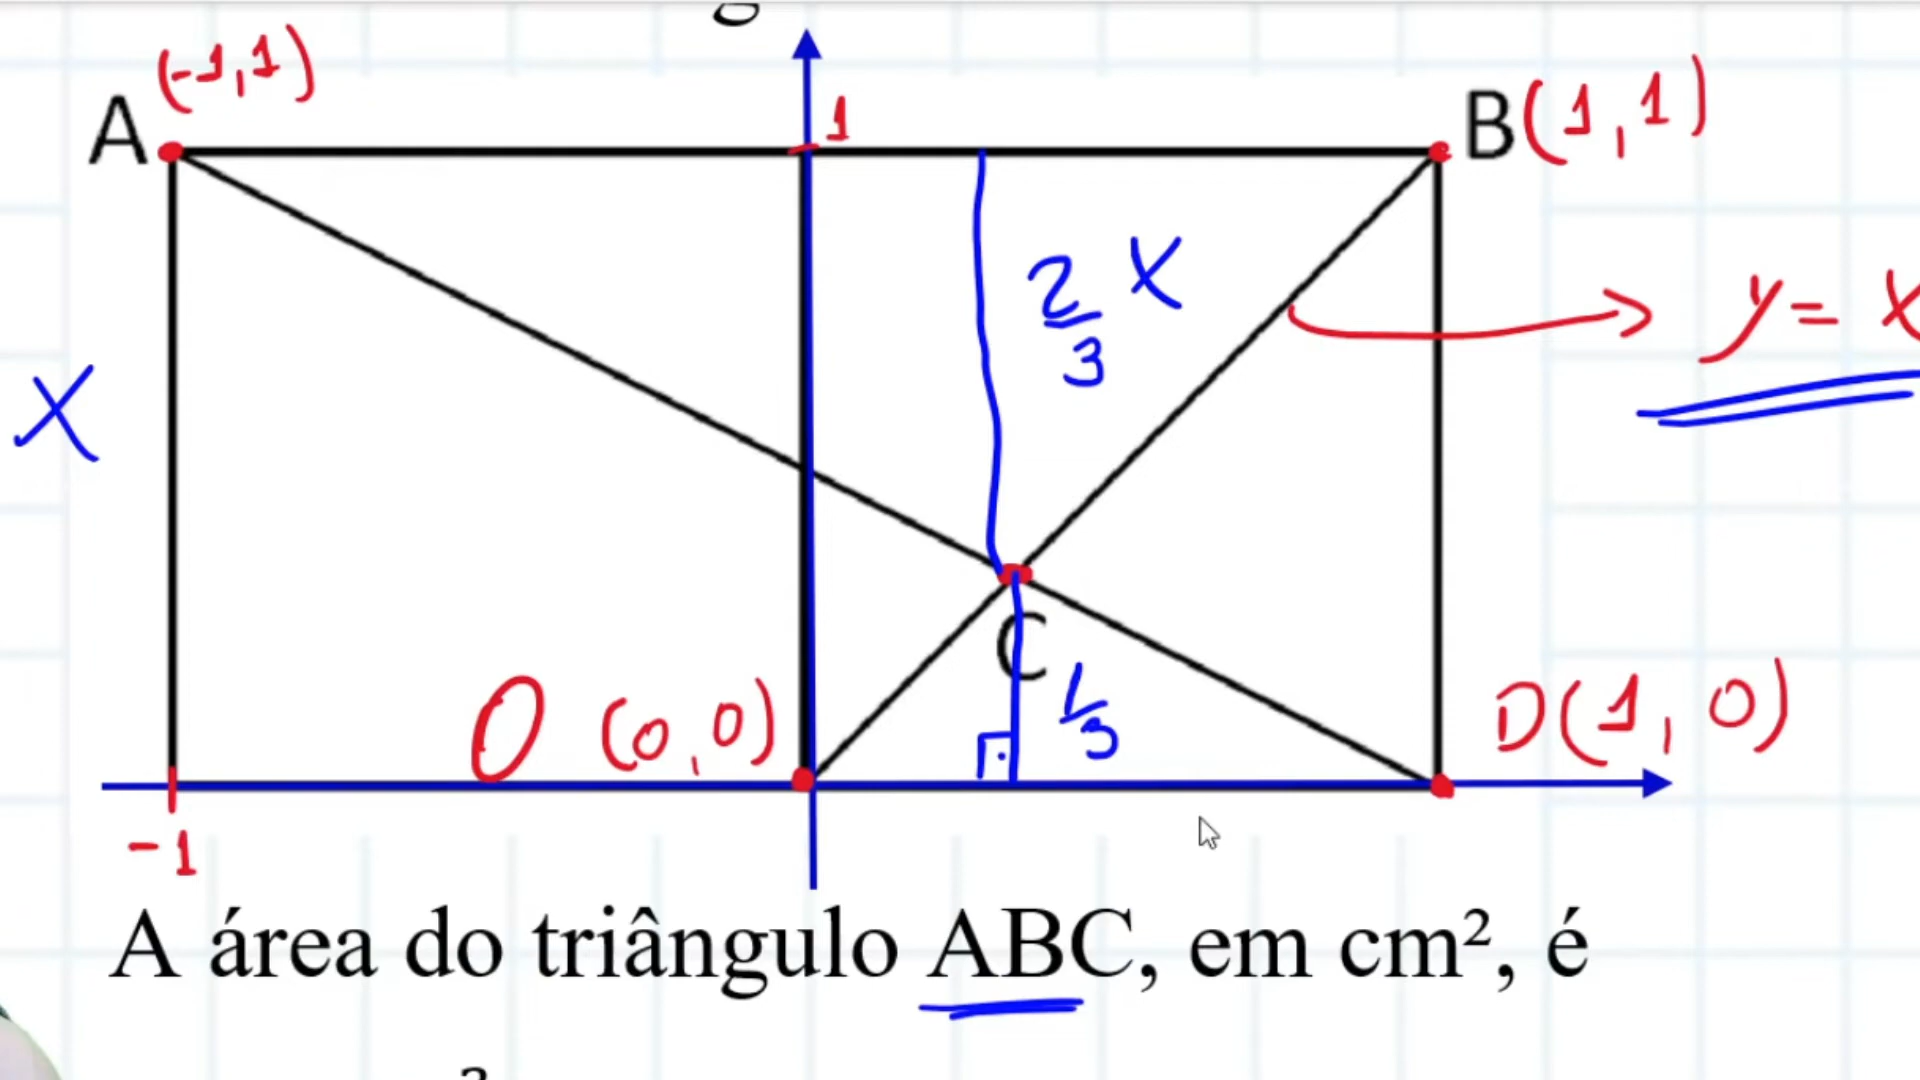 (-1,1)
A
1
B (1,1)
2/3 X
y = x
X
C
1/3
O (0,0)
D(1,0)
-1
A área do triângulo ABC, em cm², é